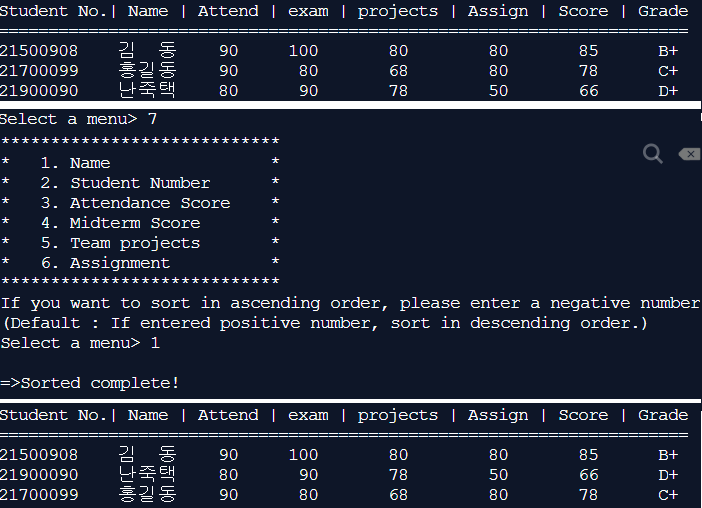 Student No.| Name | Attend | exam | projects | Assign | Score | Grade
=====================================================================
21500908 김 동 90 100 80 80 85 B+
21700099 홍길동 90 80 68 80 78 C+
21900090 난죽택 80 90 78 50 66 D+
Select a menu> 7
****************************
* 1. Name *
* 2. Student Number *
* 3. Attendance Score *
* 4. Midterm Score *
* 5. Team projects *
* 6. Assignment *
****************************
If you want to sort in ascending order, please enter a negative number
(Default : If entered positive number, sort in descending order.)
Select a menu> 1
=>Sorted complete!
Student No.| Name | Attend | exam | projects | Assign | Score | Grade
=====================================================================
21500908 김 동 90 100 80 80 85 B+
21900090 난죽택 80 90 78 50 66 D+
21700099 홍길동 90 80 68 80 78 C+